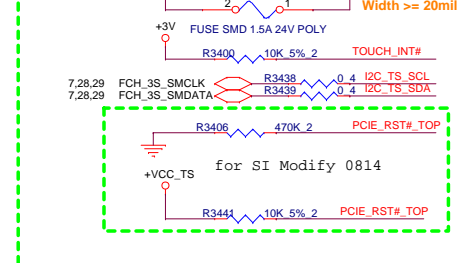 2 1 Width >= 20mil
+3V FUSE SMD 1.5A 24V POLY
R3400 10K_5%_2 TOUCH_INT#
7,28,29 FCH_3S_SMCLK R3438 0_4 I2C_TS_SCL
7,28,29 FCH_3S_SMDATA R3439 0_4 I2C_TS_SDA
R3406 470K_2 PCIE_RST#_TOP
for SI Modify 0814
+VCC_TS
R3441 10K_5%_2 PCIE_RST#_TOP